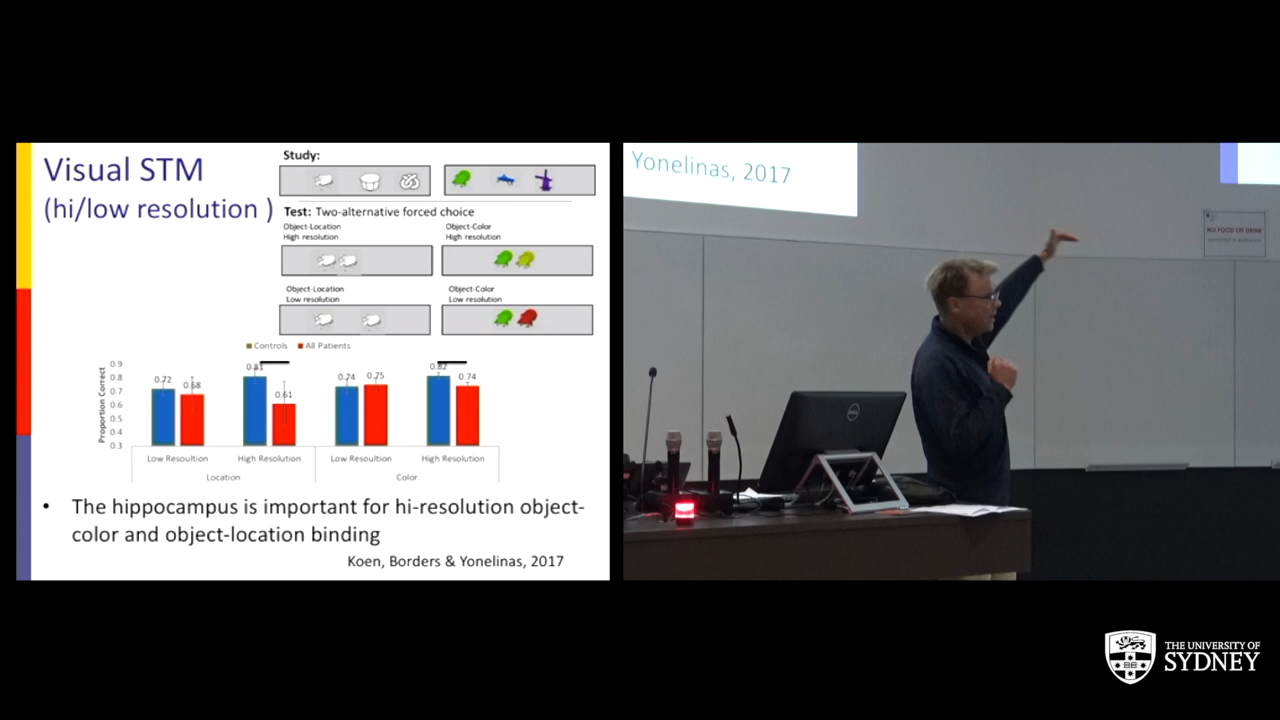 Visual STM
(hi/low resolution )
Study:
Test: Two-alternative forced choice
Object-Location
High resolution
Object-Color
High resolution
Object-Location
Low resolution
Object-Color
Low resolution
Controls
All Patients
Proportion Correct
0.9
0.8
0.7
0.6
0.5
0.4
0.3
0.72
0.68
0.81
0.61
0.74
0.75
0.82
0.74
Low Resoultion
High Resolution
Low Resoultion
High Resolution
Location
Color
• The hippocampus is important for hi-resolution object-
color and object-location binding
Koen, Borders & Yonelinas, 2017
Yonelinas, 2017
NO FOOD OR DRINK
DELL
THE UNIVERSITY OF
SYDNEY